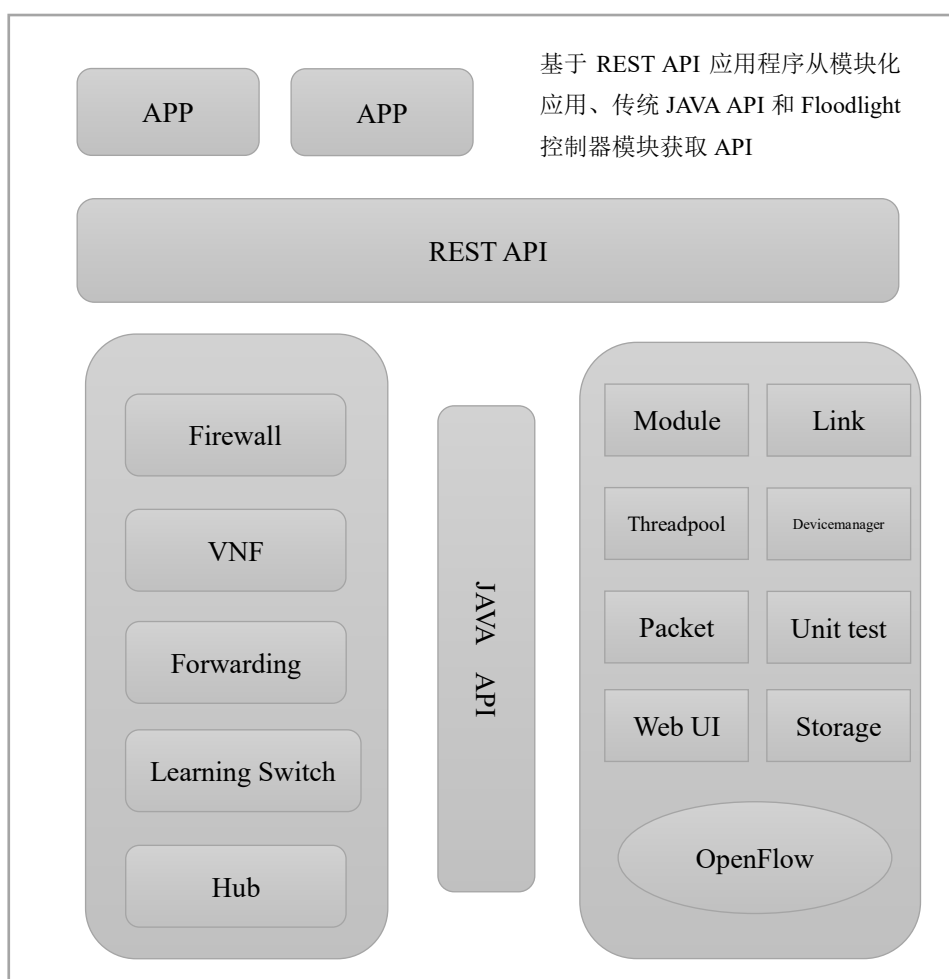 APP
APP
基于 REST API 应用程序从模块化
应用、传统 JAVA API 和 Floodlight
控制器模块获取 API
REST API
Firewall
VNF
Forwarding
Learning Switch
Hub
JAVA API
Module
Link
Threadpool
Devicemanager
Packet
Unit test
Web UI
Storage
OpenFlow